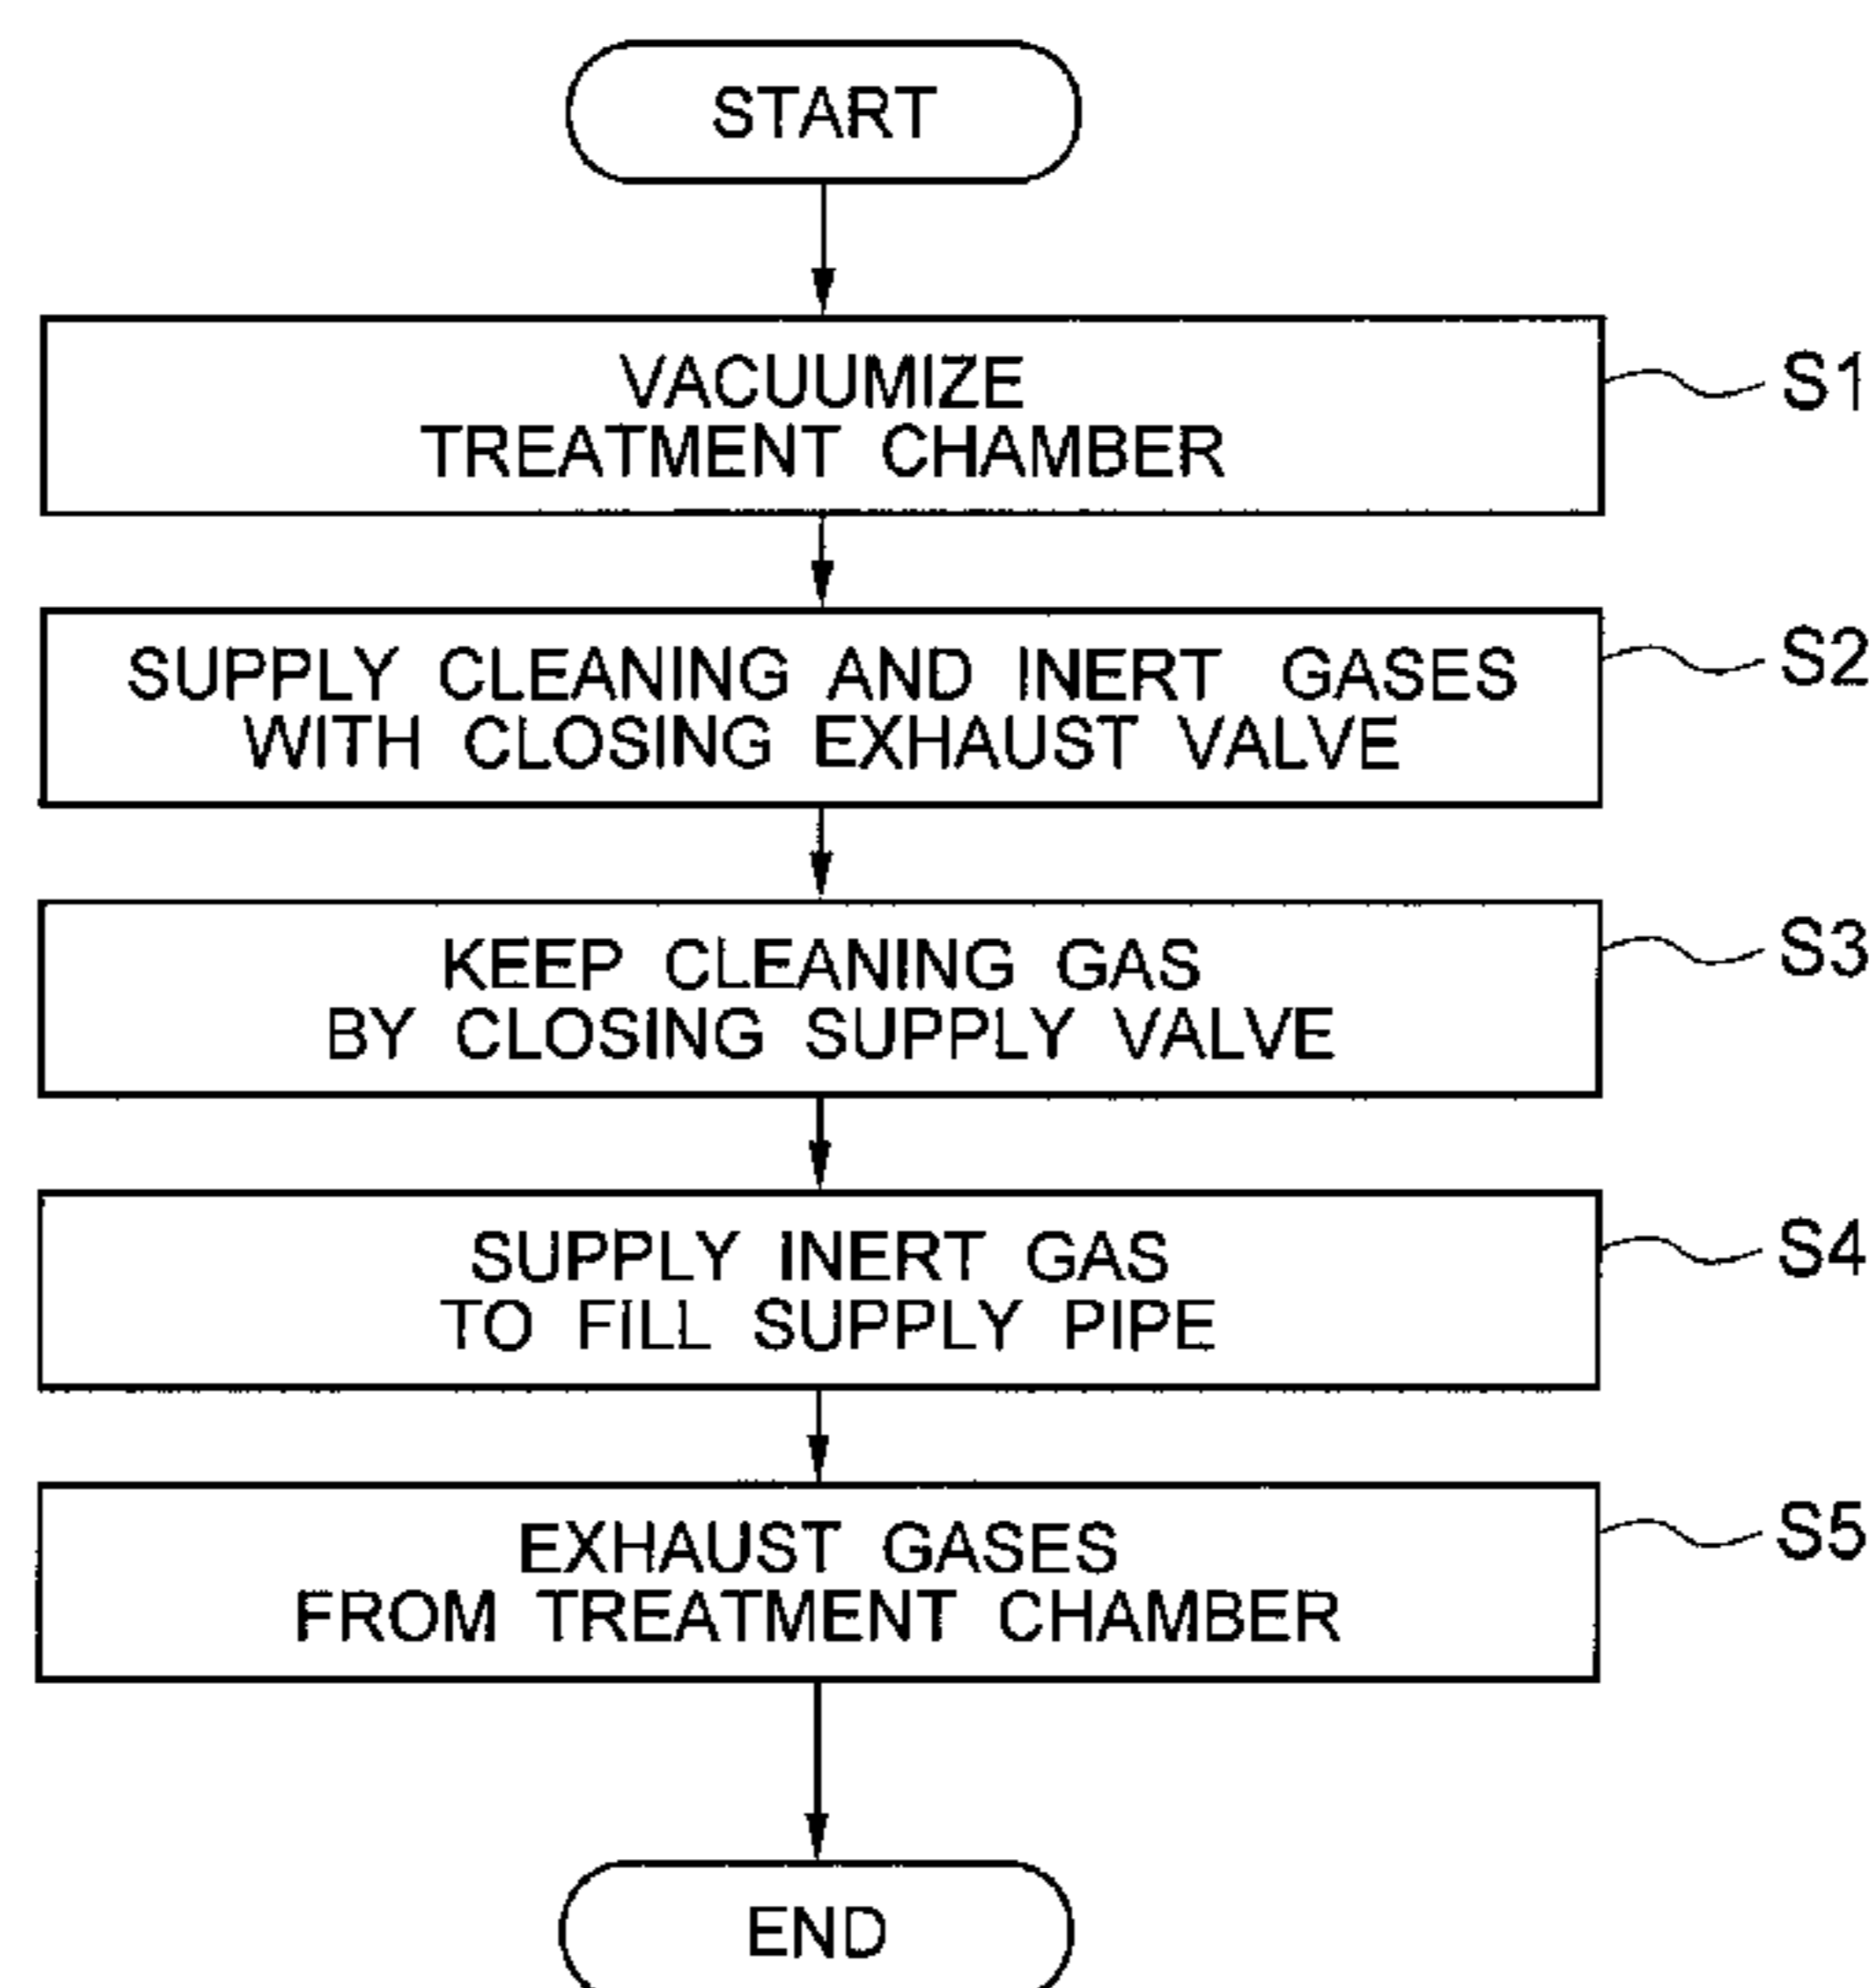 START
VACUUMIZE
TREATMENT CHAMBER
S1
SUPPLY CLEANING AND INERT GASES
WITH CLOSING EXHAUST VALVE
S2
KEEP CLEANING GAS
BY CLOSING SUPPLY VALVE
S3
SUPPLY INERT GAS
TO FILL SUPPLY PIPE
S4
EXHAUST GASES
FROM TREATMENT CHAMBER
S5
END